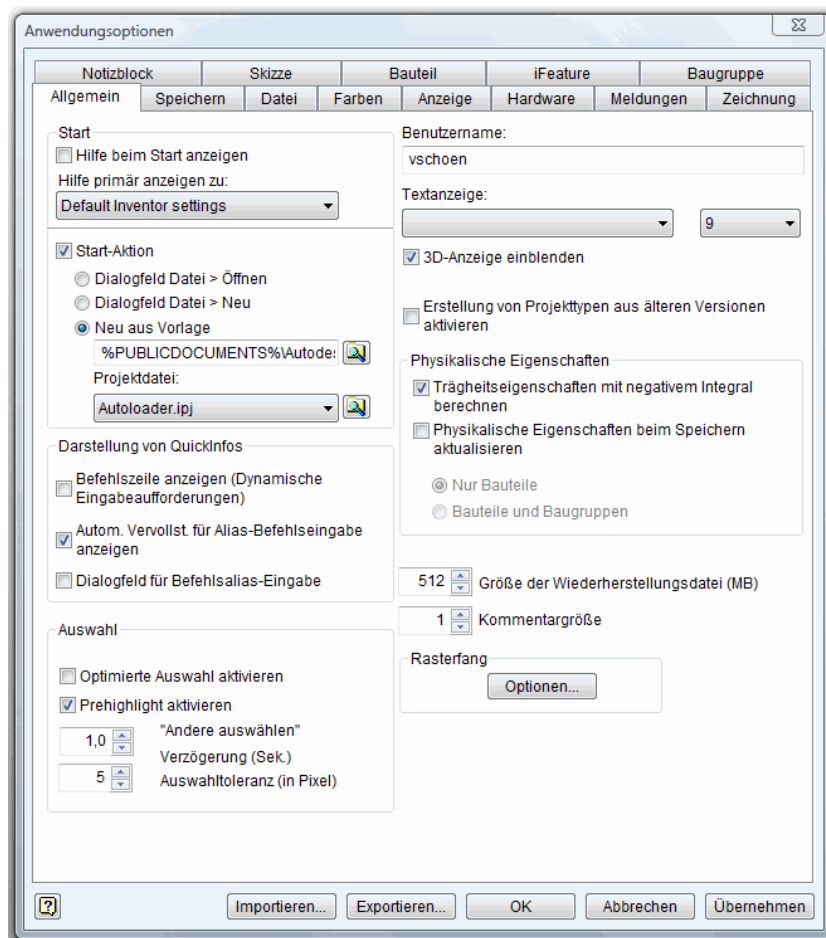 Anwendungsoptionen
Notizblock
Skizze
Bauteil
iFeature
Baugruppe
Allgemein
Speichern
Datei
Farben
Anzeige
Hardware
Meldungen
Zeichnung
Start
Hilfe beim Start anzeigen
Hilfe primär anzeigen zu:
Default Inventor settings
Start-Aktion
Dialogfeld Datei > Öffnen
Dialogfeld Datei > Neu
Neu aus Vorlage
%PUBLICDOCUMENTS%\Autodes
Projektdatei:
Autoloader.ipj
Darstellung von QuickInfos
Befehlszeile anzeigen (Dynamische
Eingabeaufforderungen)
Autom. Vervollst. für Alias-Befehlseingabe
anzeigen
Dialogfeld für Befehlsalias-Eingabe
Auswahl
Optimierte Auswahl aktivieren
Prehighlight aktivieren
1,0
"Andere auswählen"
Verzögerung (Sek.)
5
Auswahltoleranz (in Pixel)
Benutzername:
vschoen
Textanzeige:
9
3D-Anzeige einblenden
Erstellung von Projekttypen aus älteren Versionen
aktivieren
Physikalische Eigenschaften
Trägheitseigenschaften mit negativem Integral
berechnen
Physikalische Eigenschaften beim Speichern
aktualisieren
Nur Bauteile
Bauteile und Baugruppen
512
Größe der Wiederherstellungsdatei (MB)
1
Kommentargröße
Rasterfang
Optionen...
Importieren...
Exportieren...
OK
Abbrechen
Übernehmen